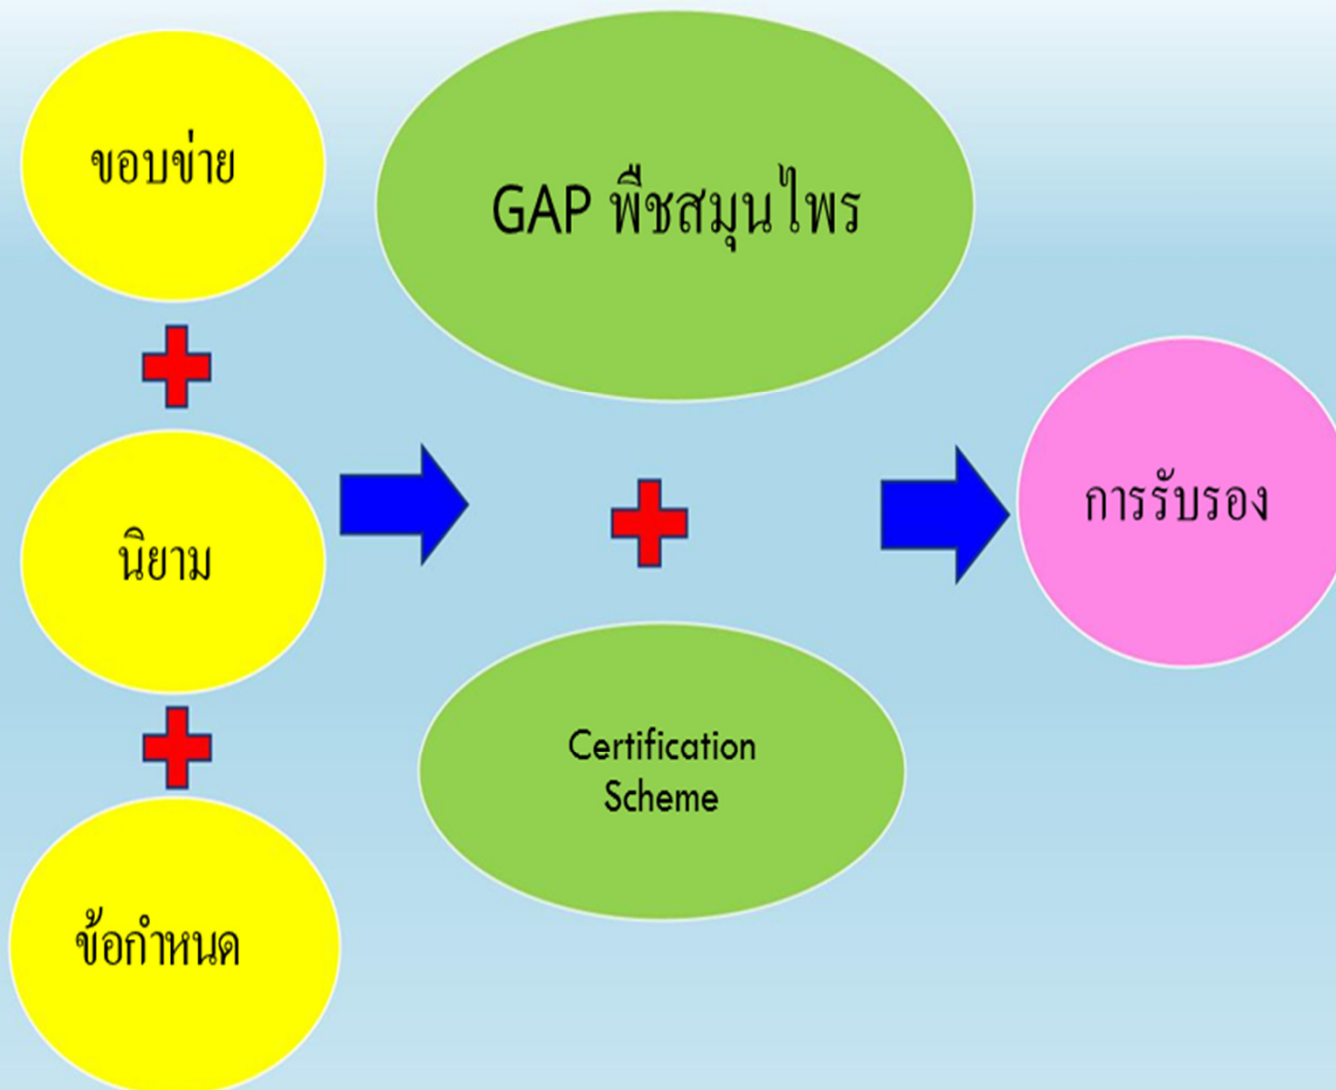 ขอบข่าย
นิยาม
ข้อกำหนด
GAP พืชสมุนไพร
Certification
Scheme
การรับรอง